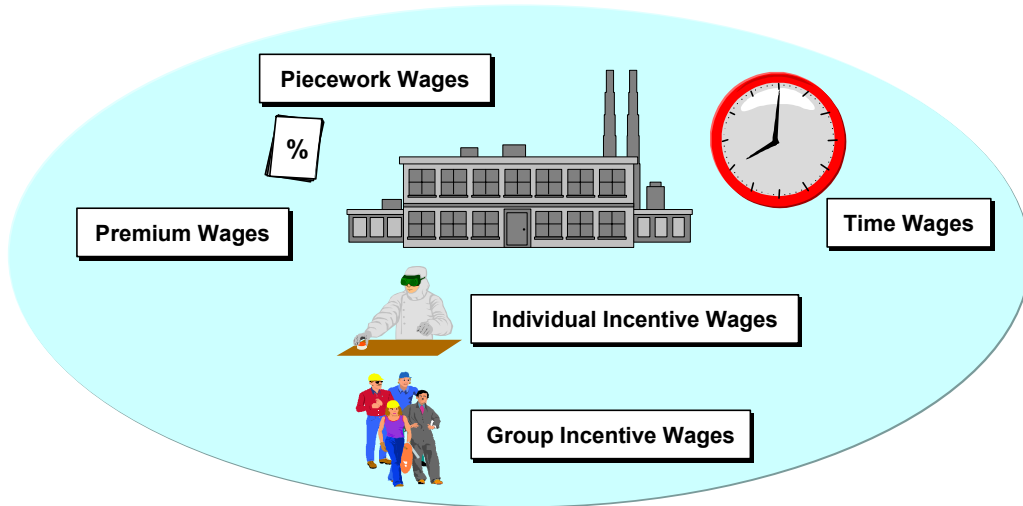 Piecework Wages
%
Premium Wages
Time Wages
Individual Incentive Wages
Group Incentive Wages